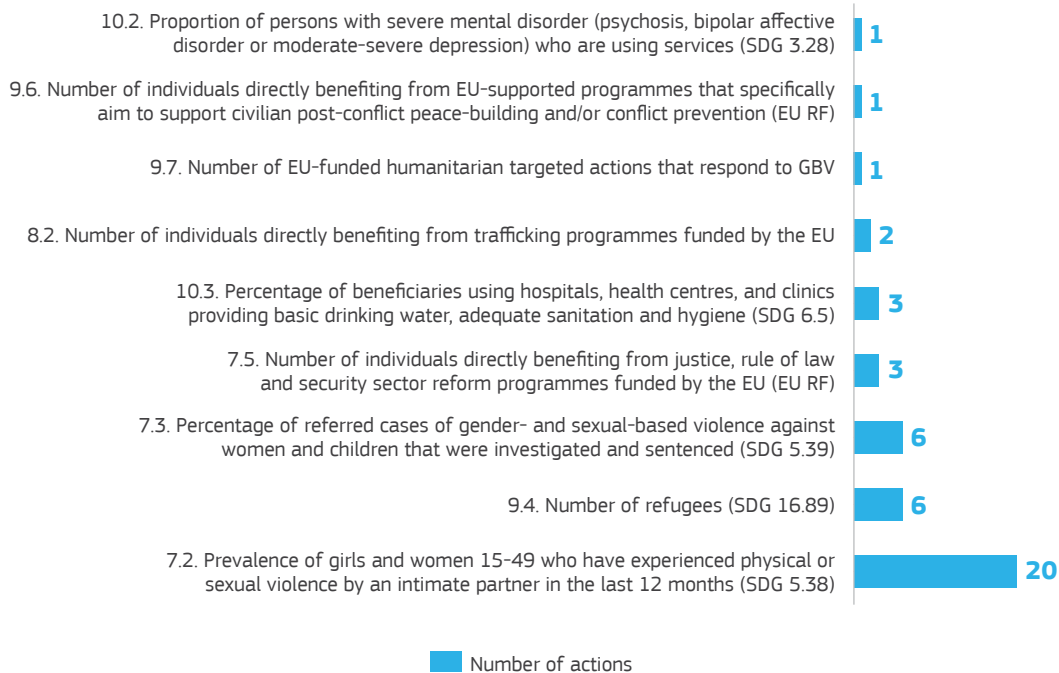 10.2. Proportion of persons with severe mental disorder (psychosis, bipolar affective
disorder or moderate-severe depression) who are using services (SDG 3.28)
1
9.6. Number of individuals directly benefiting from EU-supported programmes that specifically
aim to support civilian post-conflict peace-building and/or conflict prevention (EU RF)
1
9.7. Number of EU-funded humanitarian targeted actions that respond to GBV
1
8.2. Number of individuals directly benefiting from trafficking programmes funded by the EU
2
10.3. Percentage of beneficiaries using hospitals, health centres, and clinics
providing basic drinking water, adequate sanitation and hygiene (SDG 6.5)
3
7.5. Number of individuals directly benefiting from justice, rule of law
and security sector reform programmes funded by the EU (EU RF)
3
7.3. Percentage of referred cases of gender- and sexual-based violence against
women and children that were investigated and sentenced (SDG 5.39)
6
9.4. Number of refugees (SDG 16.89)
6
7.2. Prevalence of girls and women 15-49 who have experienced physical or
sexual violence by an intimate partner in the last 12 months (SDG 5.38)
20
Number of actions